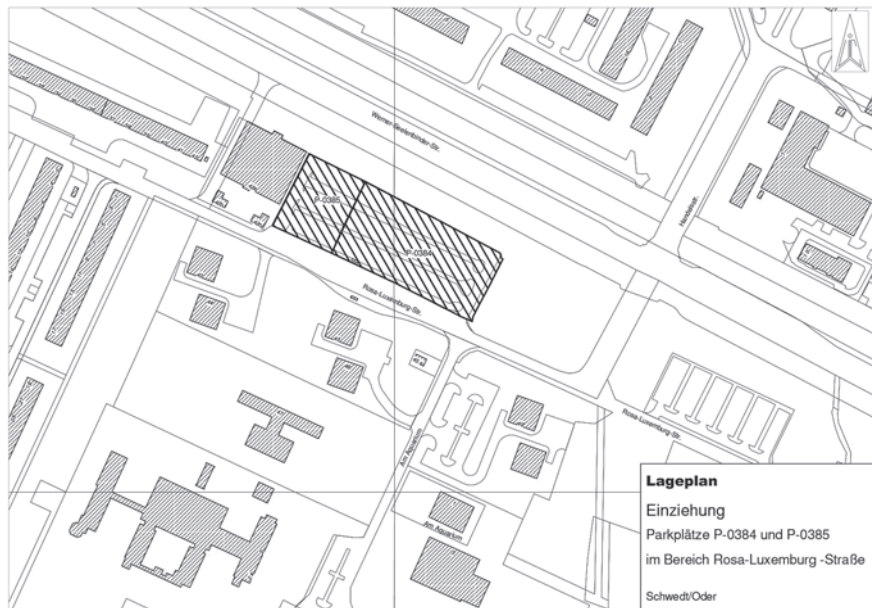 Werner-Seelenbinder-Str.
Handelsstr.
P-0385
P-0384
Rosa-Luxemburg-Str.
Rosa-Luxemburg-Str.
Am Aquarium
Am Aquarium
Lageplan
Einziehung
Parkplätze P-0384 und P-0385
im Bereich Rosa-Luxemburg -Straße
Schwedt/Oder